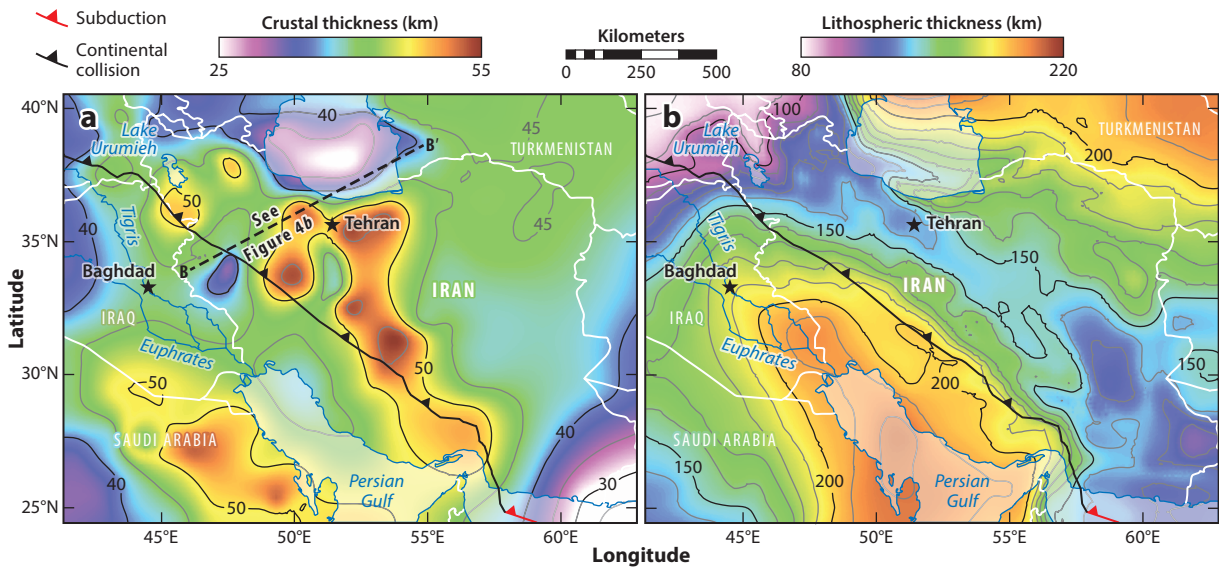 Subduction
Continental
collision
Crustal thickness (km)
25
55
Kilometers
0
250
500
Lithospheric thickness (km)
80
220
40°N
35°N
30°N
25°N
Latitude
a
Lake
Urumieh
40
45
TURKMENISTAN
B′
50
See
Figure 4b
Tehran
45
40
Tigris
B
Baghdad
IRAN
IRAQ
Euphrates
50
50
SAUDI ARABIA
40
40
30
Persian
Gulf
50
45°E
50°E
55°E
60°E
b
Lake
Urumieh
100
TURKMENISTAN
200
Tehran
150
Tigris
150
Baghdad
IRAN
IRAQ
Euphrates
200
150
SAUDI ARABIA
150
200
Persian
Gulf
45°E
50°E
55°E
60°E
Longitude